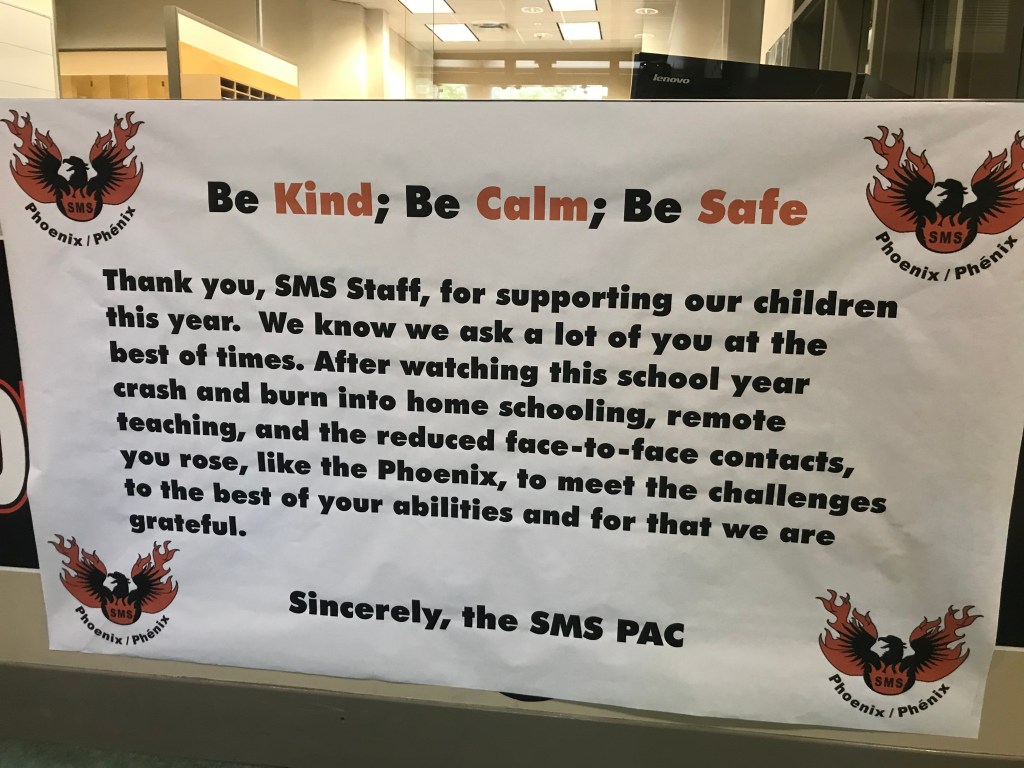 lenovo
SMS
Phoenix / Phénix
SMS
Phoenix / Phénix
Be Kind; Be Calm; Be Safe
Thank you, SMS Staff, for supporting our children
this year. We know we ask a lot of you at the
best of times. After watching this school year
crash and burn into home schooling, remote
teaching, and the reduced face-to-face contacts,
you rose, like the Phoenix, to meet the challenges
to the best of your abilities and for that we are
grateful.
Sincerely, the SMS PAC
SMS
Phoenix / Phénix
SMS
Phoenix / Phénix